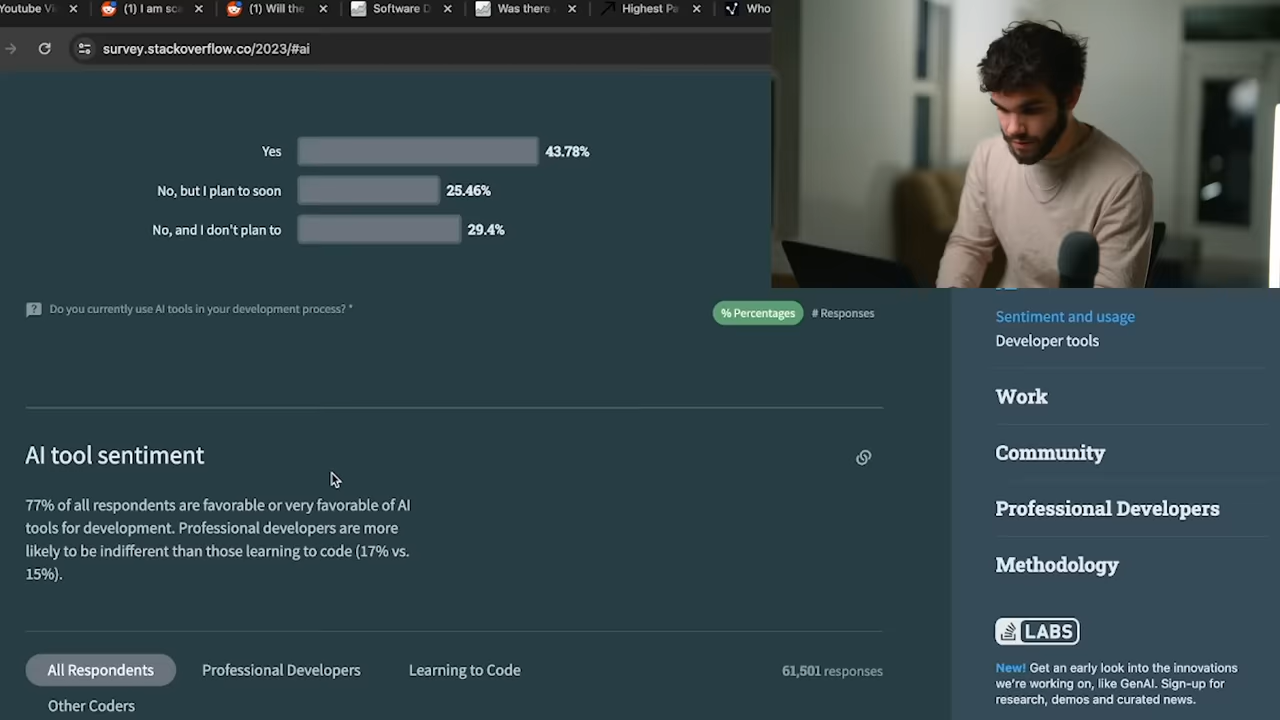 Youtube Vi
(1) I am sca
(1) Will the
Software D
Was there
Highest Pa
Who
survey.stackoverflow.co/2023/#ai
Yes
43.78%
No, but I plan to soon
25.46%
No, and I don't plan to
29.4%
Do you currently use AI tools in your development process? *
% Percentages
# Responses
AI tool sentiment
77% of all respondents are favorable or very favorable of AI
tools for development. Professional developers are more
likely to be indifferent than those learning to code (17% vs.
15%).
All Respondents
Professional Developers
Learning to Code
61,501 responses
Other Coders
Sentiment and usage
Developer tools
Work
Community
Professional Developers
Methodology
LABS
New! Get an early look into the innovations
we're working on, like GenAI. Sign-up for
research, demos and curated news.